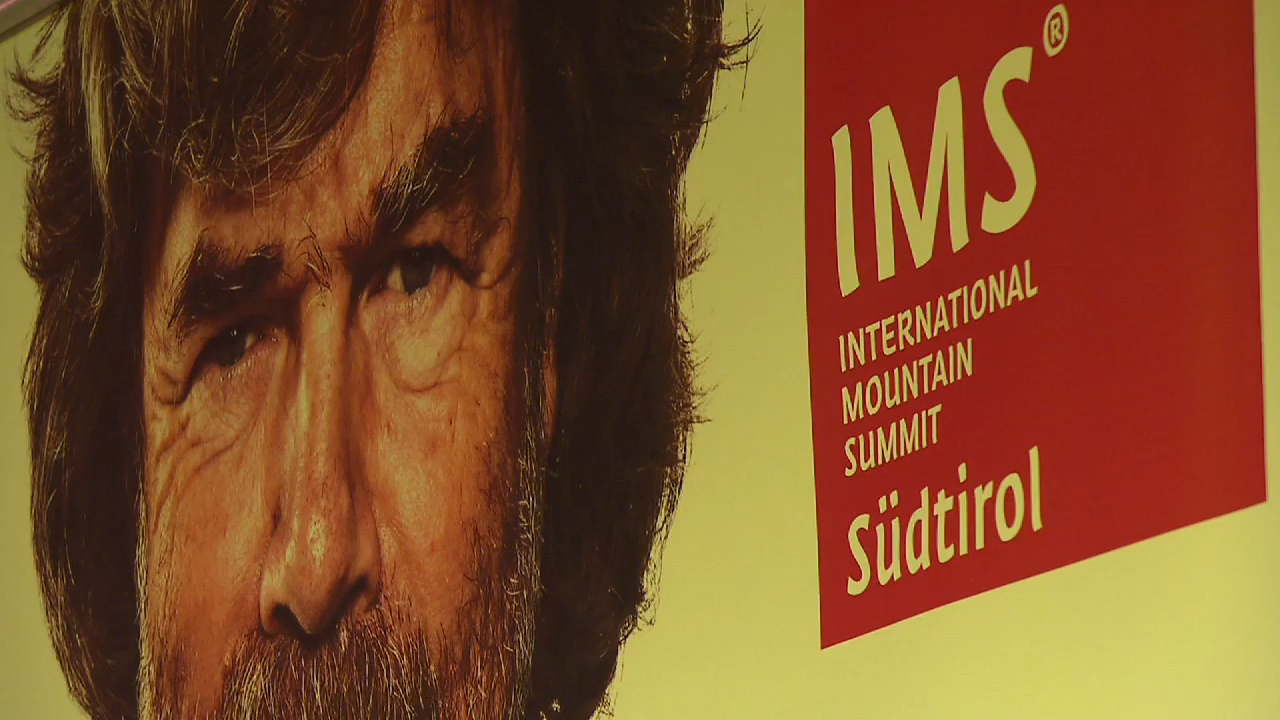 IMS®
INTERNATIONAL
MOUNTAIN
SUMMIT
Südtirol